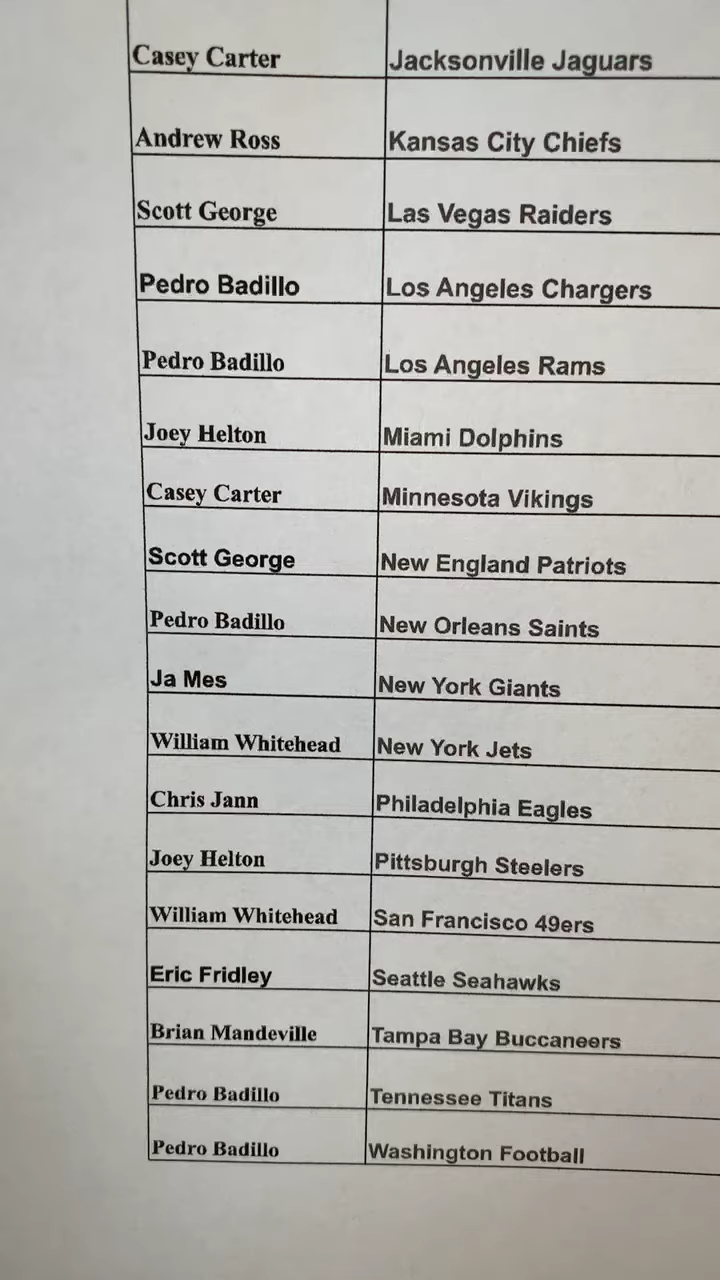 Casey Carter Jacksonville Jaguars
Andrew Ross Kansas City Chiefs
Scott George Las Vegas Raiders
Pedro Badillo Los Angeles Chargers
Pedro Badillo Los Angeles Rams
Joey Helton Miami Dolphins
Casey Carter Minnesota Vikings
Scott George New England Patriots
Pedro Badillo New Orleans Saints
Ja Mes New York Giants
William Whitehead New York Jets
Chris Jann Philadelphia Eagles
Joey Helton Pittsburgh Steelers
William Whitehead San Francisco 49ers
Eric Fridley Seattle Seahawks
Brian Mandeville Tampa Bay Buccaneers
Pedro Badillo Tennessee Titans
Pedro Badillo Washington Football